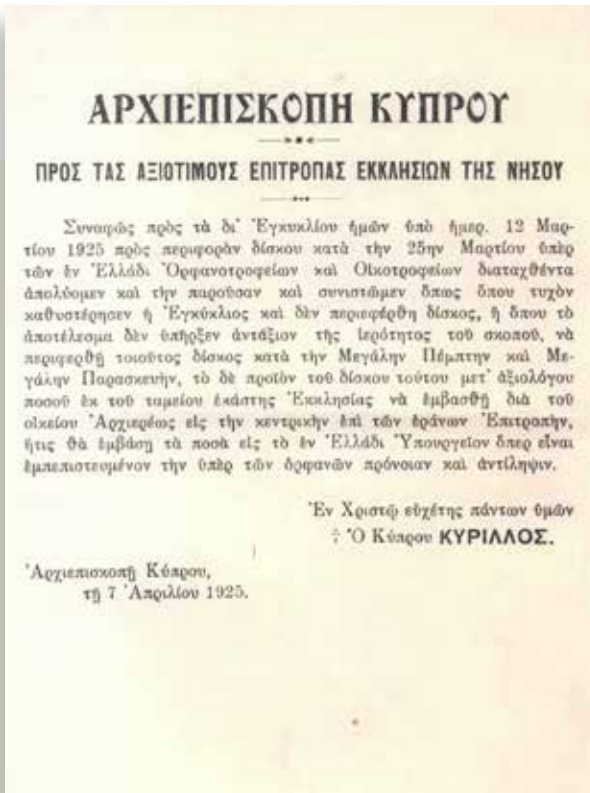 ΑΡΧΙΕΠΙΣΚΟΠΗ ΚΥΠΡΟΥ
ΠΡΟΣ ΤΑΣ ΑΞΙΟΤΙΜΟΥΣ ΕΠΙΤΡΟΠΑΣ ΕΚΚΛΗΣΙΩΝ ΤΗΣ ΝΗΣΟΥ
Συναφῶς πρὸς τὰ δι' Ἐγκυκλίου ἡμῶν ὑπὸ ἡμερ. 12 Μαρ-
τίου 1925 πρὸς περιφορὰν δίσκου κατὰ τὴν 25ην Μαρτίου ὑπὲρ
τῶν ἐν Ἑλλάδι Ὀρφανοτροφείων καὶ Οἰκοτροφείων διαταχθέντα
ἀπολύομεν καὶ τὴν παροῦσαν καὶ συνιστῶμεν ὅπως ὅπου τυχὸν
καθυστέρησεν ἡ Ἐγκύκλιος καὶ δὲν περιεφέρθη δίσκος, ἢ ὅπου τὸ
ἀποτέλεσμα δὲν ὑπῆρξεν ἀντάξιον τῆς ἱερότητος τοῦ σκοποῦ, νὰ
περιφερθῇ τοιοῦτος δίσκος κατὰ τὴν Μεγάλην Πέμπτην καὶ Με-
γάλην Παρασκευήν, τὸ δὲ προϊὸν τοῦ δίσκου τούτου μετ' ἀξιολόγου
ποσοῦ ἐκ τοῦ ταμείου ἑκάστης Ἐκκλησίας νὰ ἐμβασθῇ διὰ τοῦ
οἰκείου Ἀρχιερέως εἰς τὴν κεντρικὴν ἐπὶ τῶν ἐράνων Ἐπιτροπήν,
ἥτις θὰ ἐμβάσῃ τὰ ποσὰ εἰς τὸ ἐν Ἑλλάδι Ὑπουργεῖον ὅπερ εἶναι
ἐμπεπιστευμένον τὴν ὑπὲρ τῶν ὀρφανῶν πρόνοιαν καὶ ἀντίληψιν.
Ἐν Χριστῷ εὐχέτης πάντων ὑμῶν
Ὁ Κύπρου ΚΥΡΙΛΛΟΣ.
Ἀρχιεπισκοπῇ Κύπρου,
τῇ 7 Ἀπριλίου 1925.